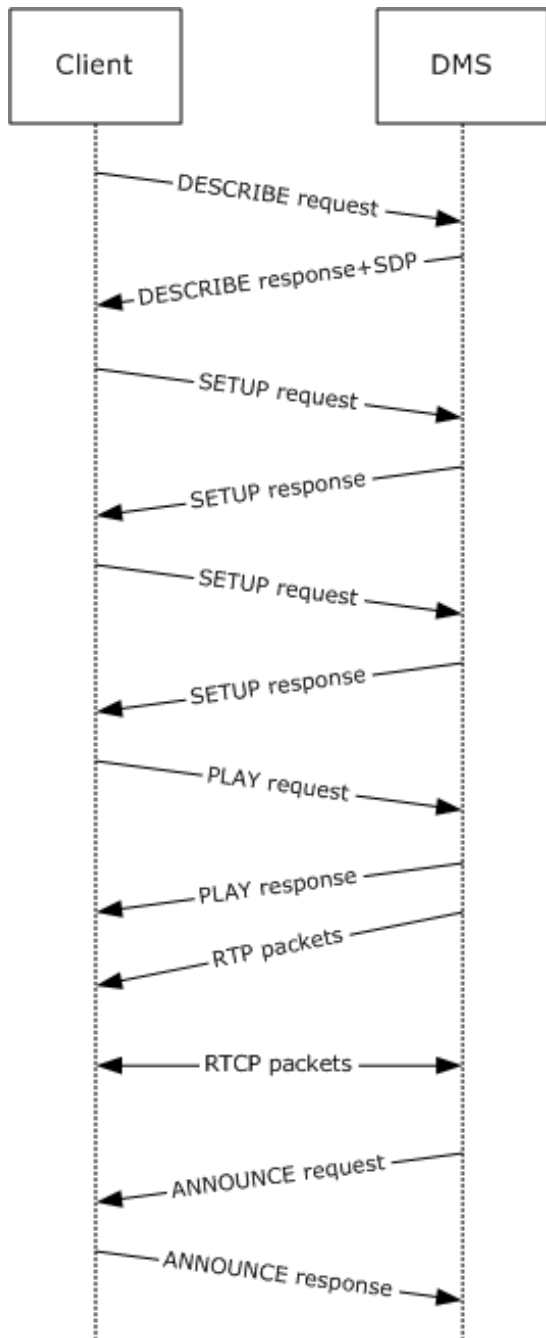 Client
DMS
DESCRIBE request
DESCRIBE response+SDP
SETUP request
SETUP response
SETUP request
SETUP response
PLAY request
PLAY response
RTP packets
RTCP packets
ANNOUNCE request
ANNOUNCE response